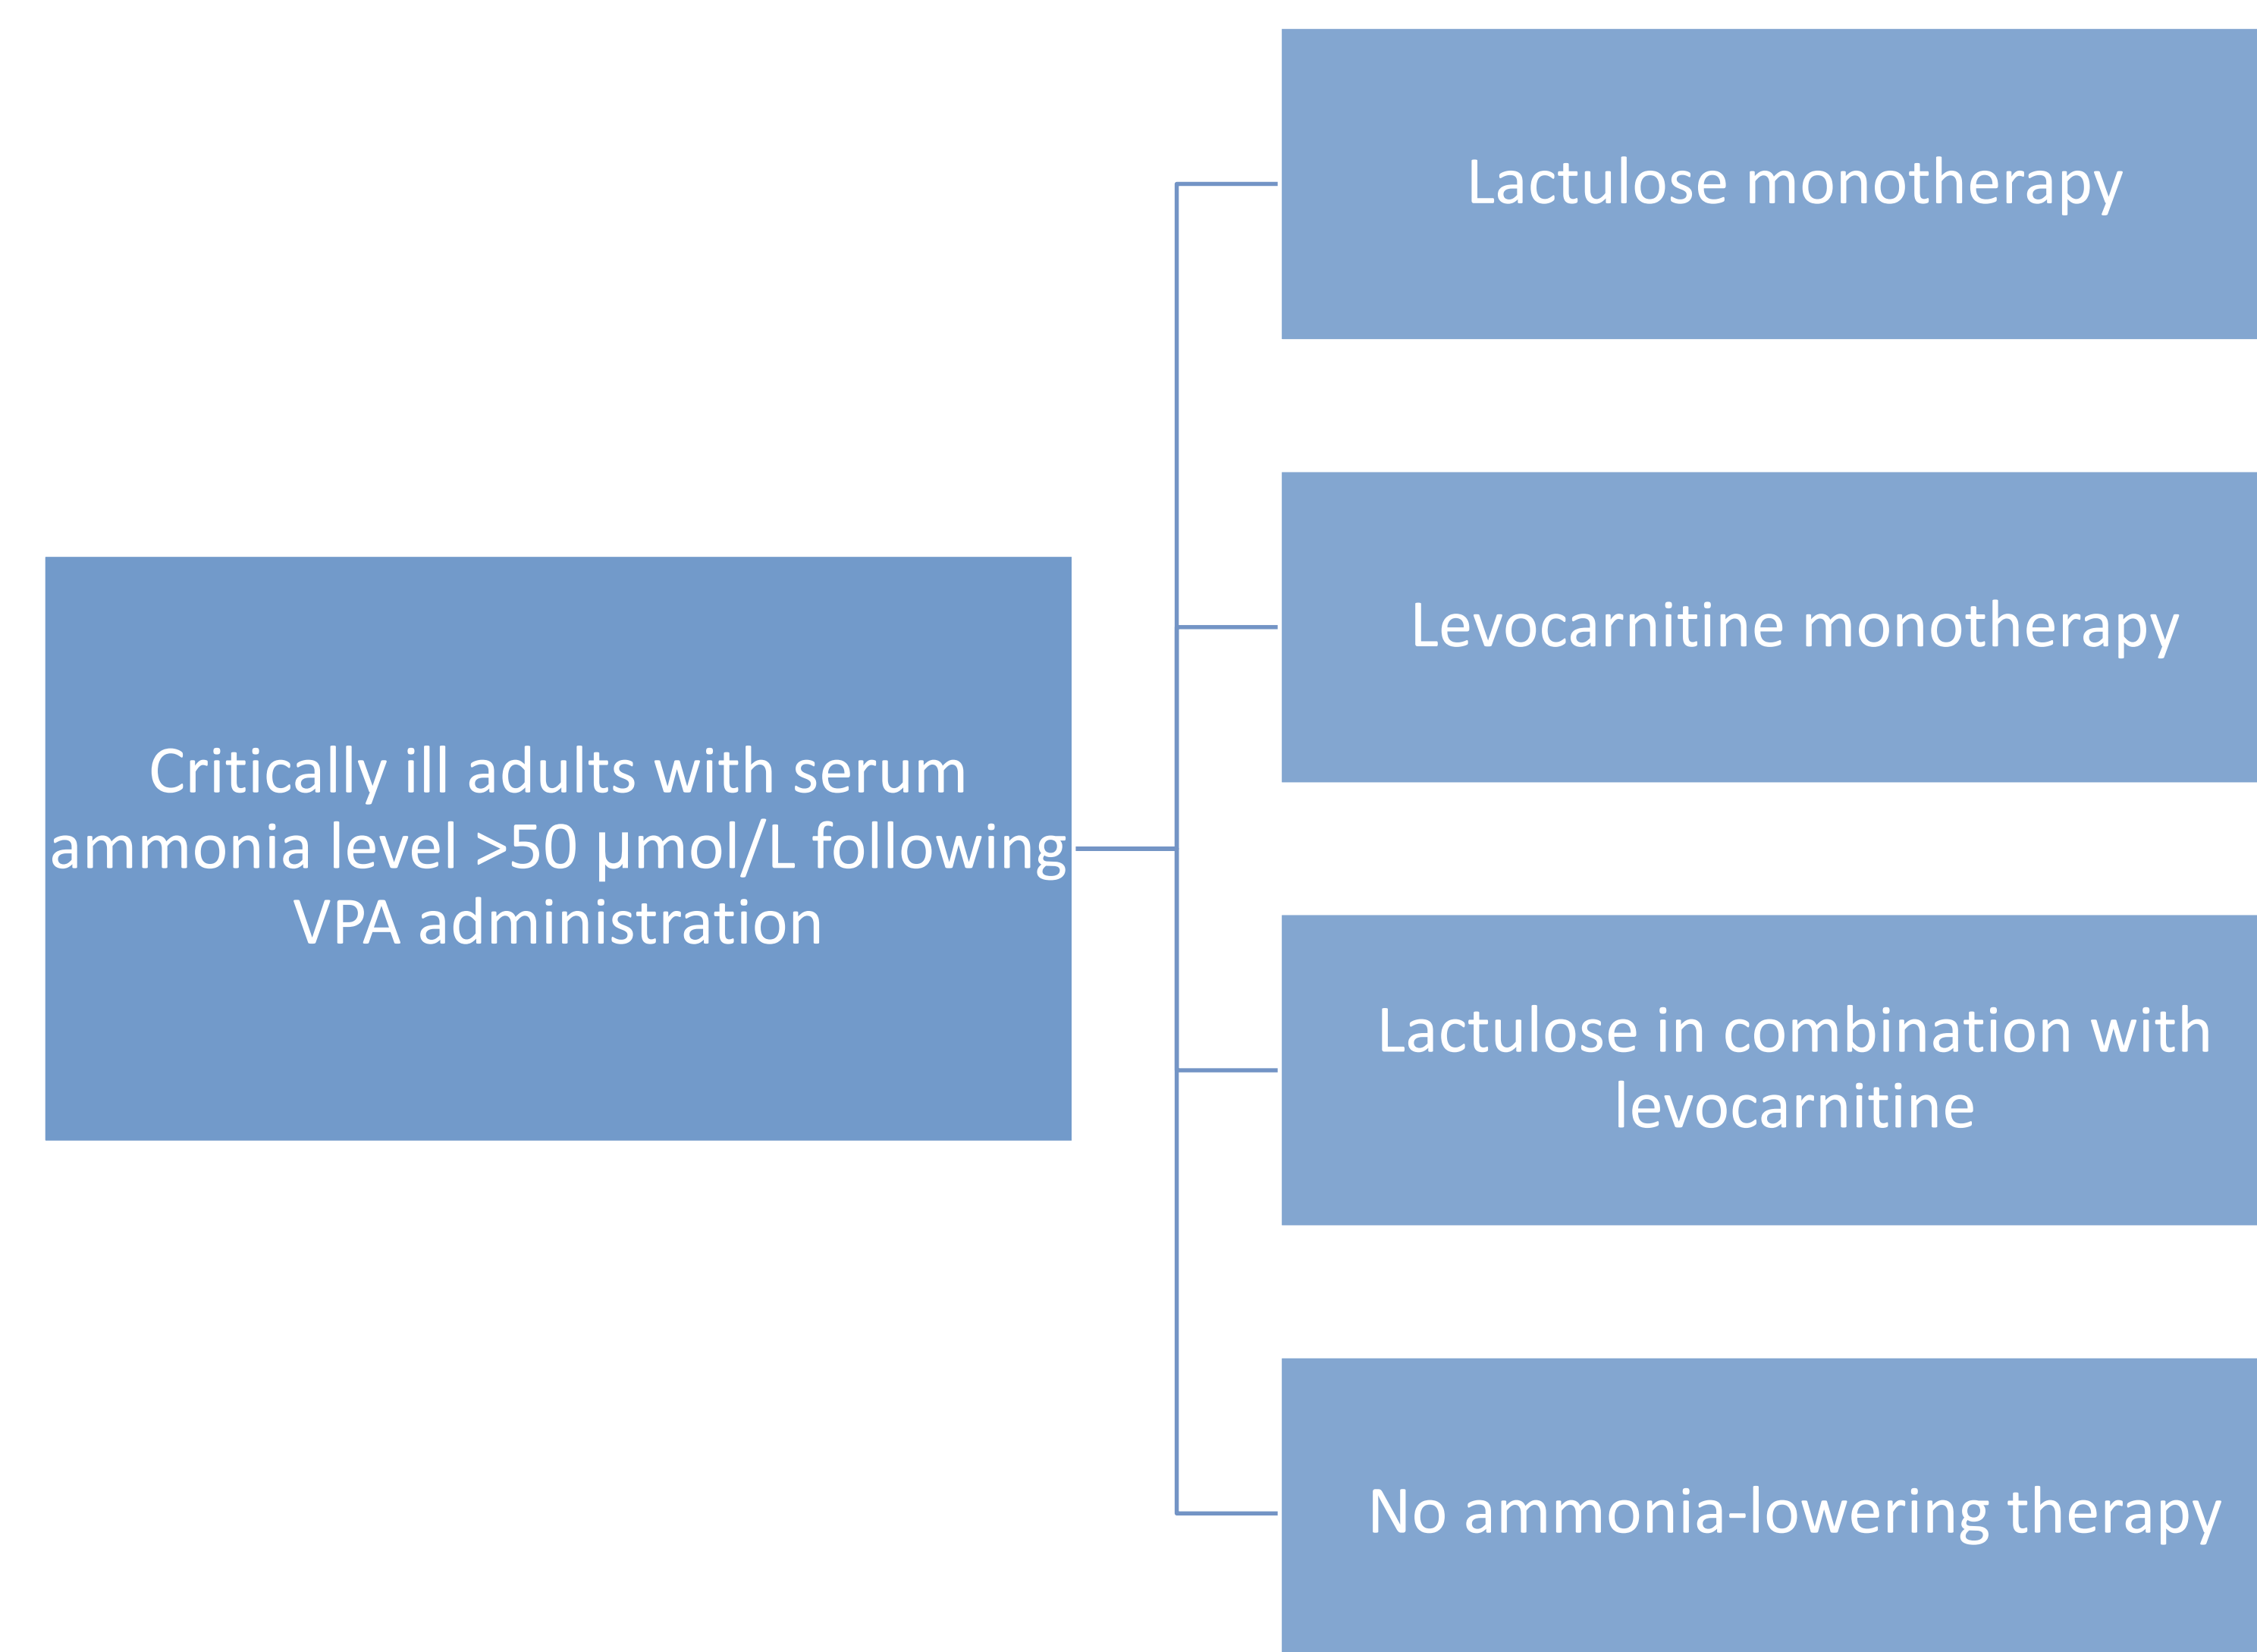 Lactulose monotherapy
Levocarnitine monotherapy
Critically ill adults with serum
ammonia level >50 µmol/L following
VPA administration
Lactulose in combination with
levocarnitine
No ammonia-lowering therapy